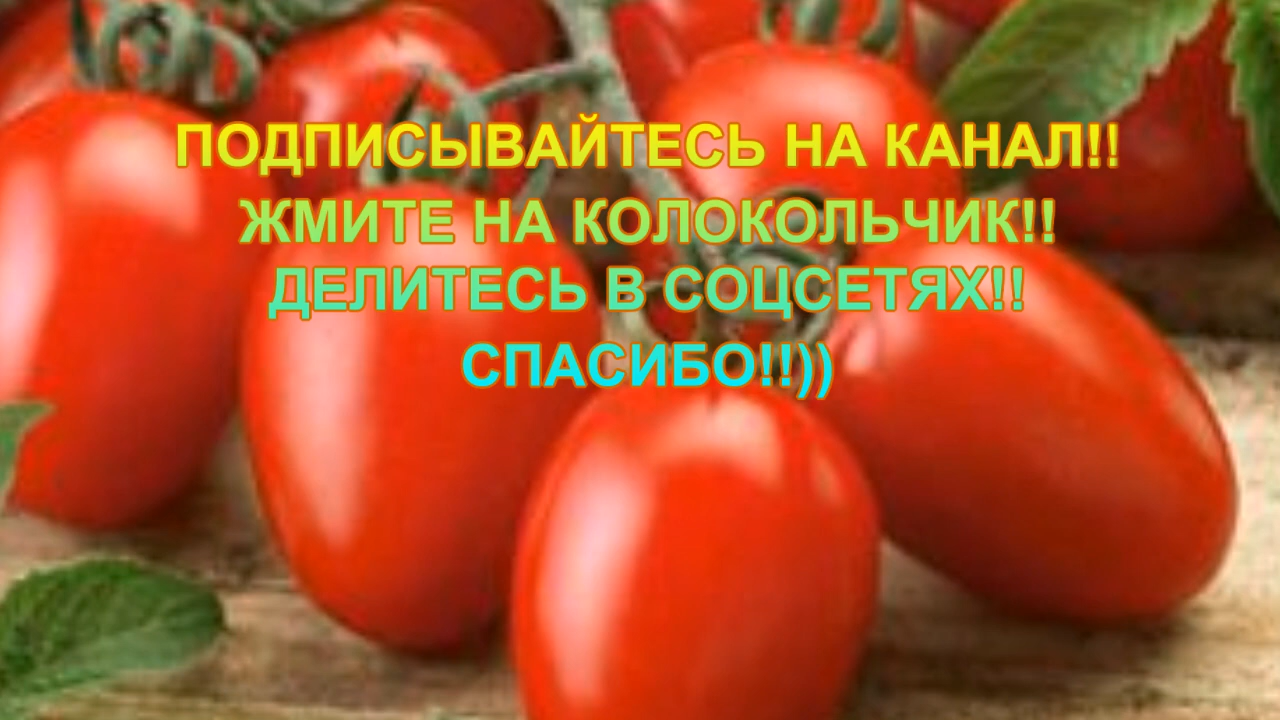 ПОДПИСЫВАЙТЕСЬ НА КАНАЛ!!
ЖМИТЕ НА КОЛОКОЛЬЧИК!!
ДЕЛИТЕСЬ В СОЦСЕТЯХ!!
СПАСИБО!!))